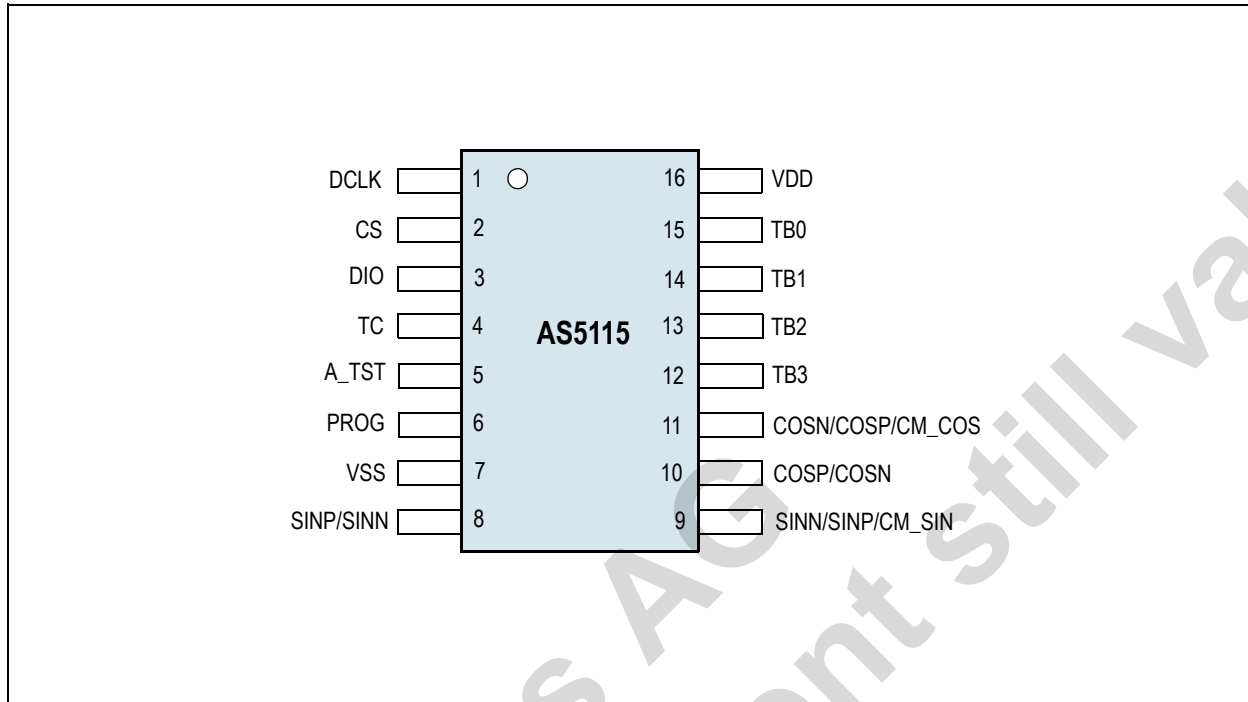 DCLK 1 16 VDD
CS 2 15 TB0
DIO 3 14 TB1
TC 4 AS5115 13 TB2
A_TST 5 12 TB3
PROG 6 11 COSN/COSP/CM_COS
VSS 7 10 COSP/COSN
SINP/SINN 8 9 SINN/SINP/CM_SIN
AG
still